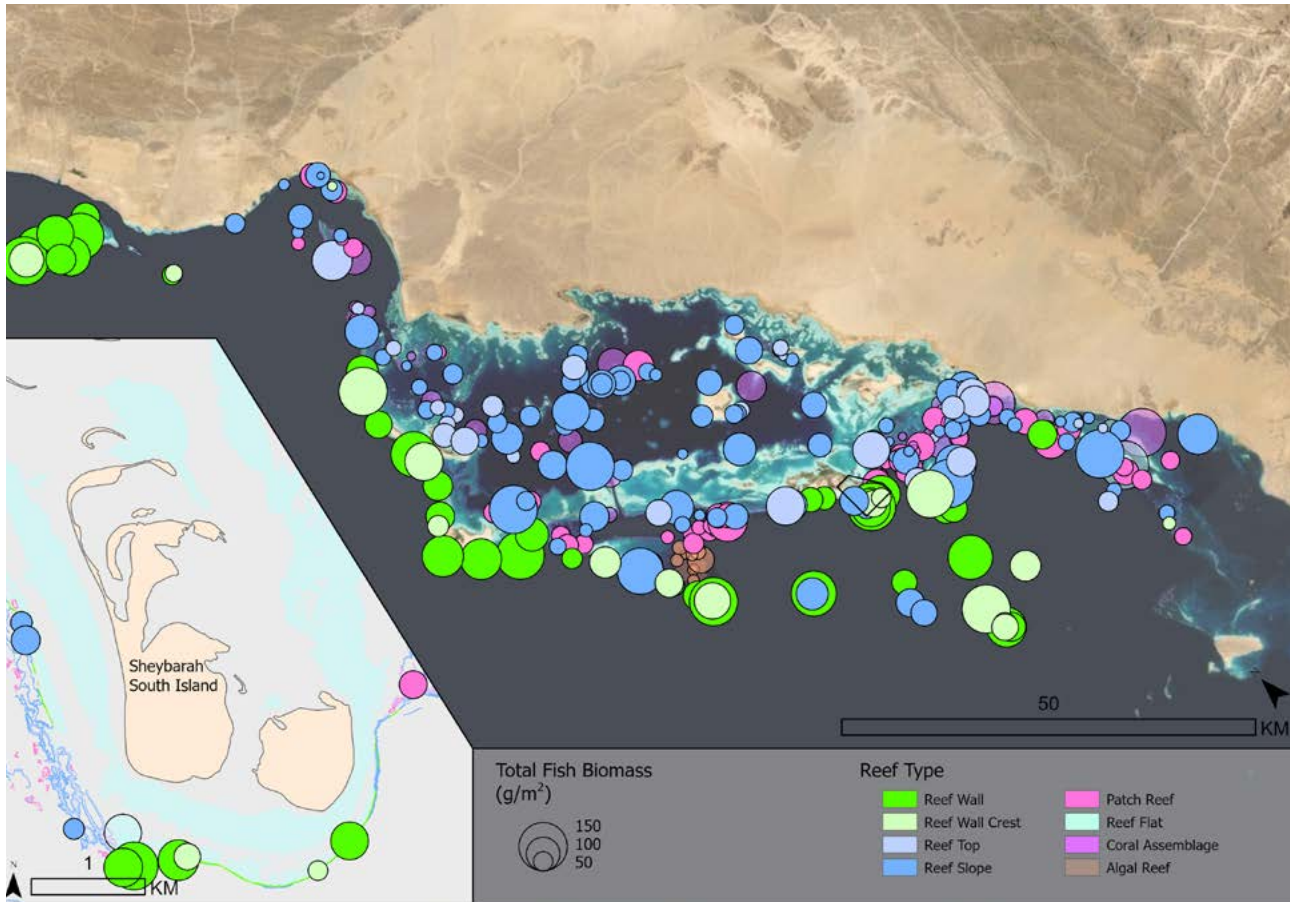 50
KM
Sheybarah
South Island
N
1
KM
Total Fish Biomass
(g/m²)
150
100
50
Reef Type
Reef Wall
Reef Wall Crest
Reef Top
Reef Slope
Patch Reef
Reef Flat
Coral Assemblage
Algal Reef